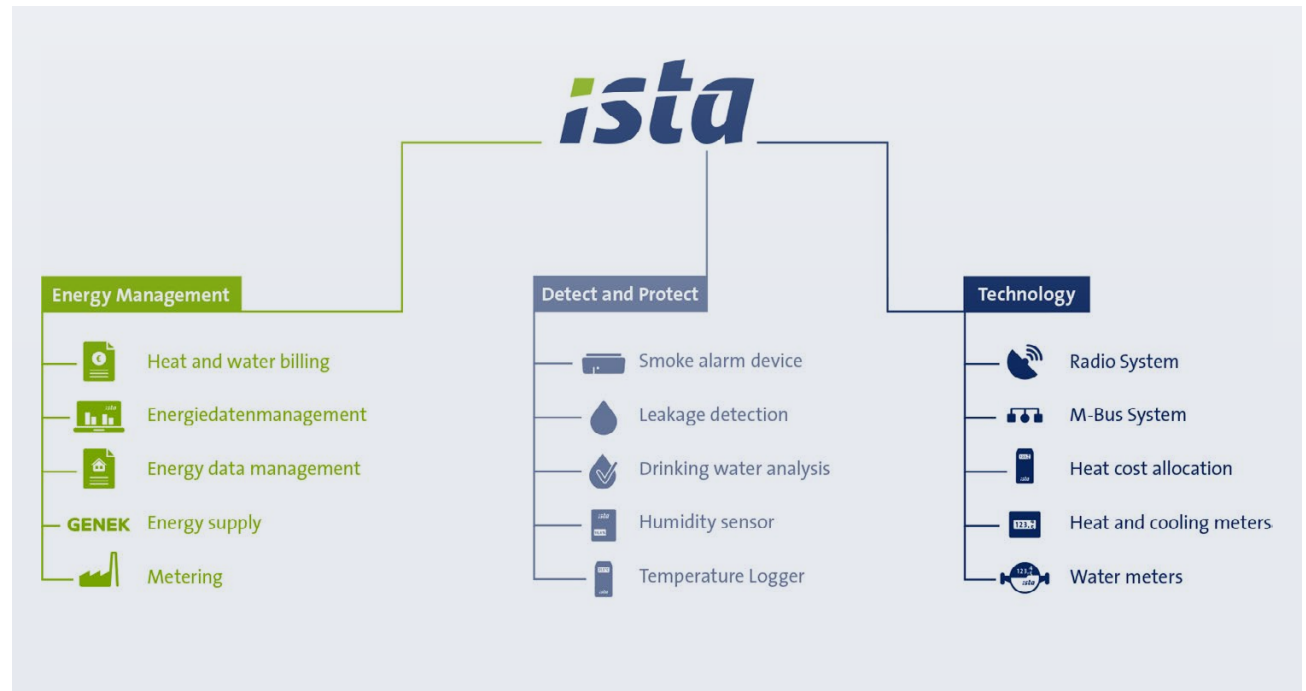 ista
Energy Management
Heat and water billing
Energiedatenmanagement
Energy data management
GENEK Energy supply
Metering
Detect and Protect
Smoke alarm device
Leakage detection
Drinking water analysis
Humidity sensor
Temperature Logger
Technology
Radio System
M-Bus System
Heat cost allocation
Heat and cooling meters
Water meters